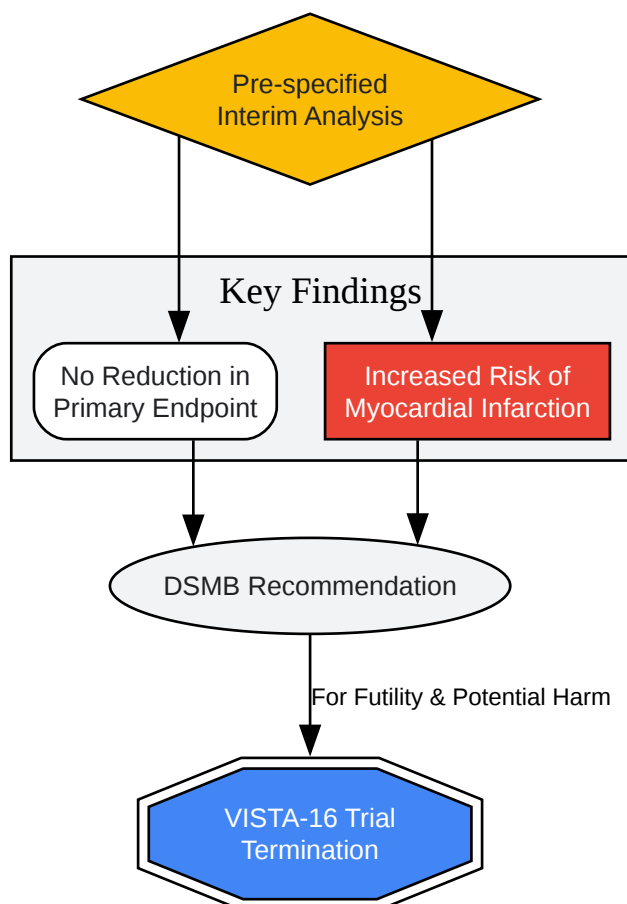 Pre-specified
Interim Analysis
Key Findings
No Reduction in
Primary Endpoint
Increased Risk of
Myocardial Infarction
DSMB Recommendation
For Futility & Potential Harm
VISTA-16 Trial
Termination